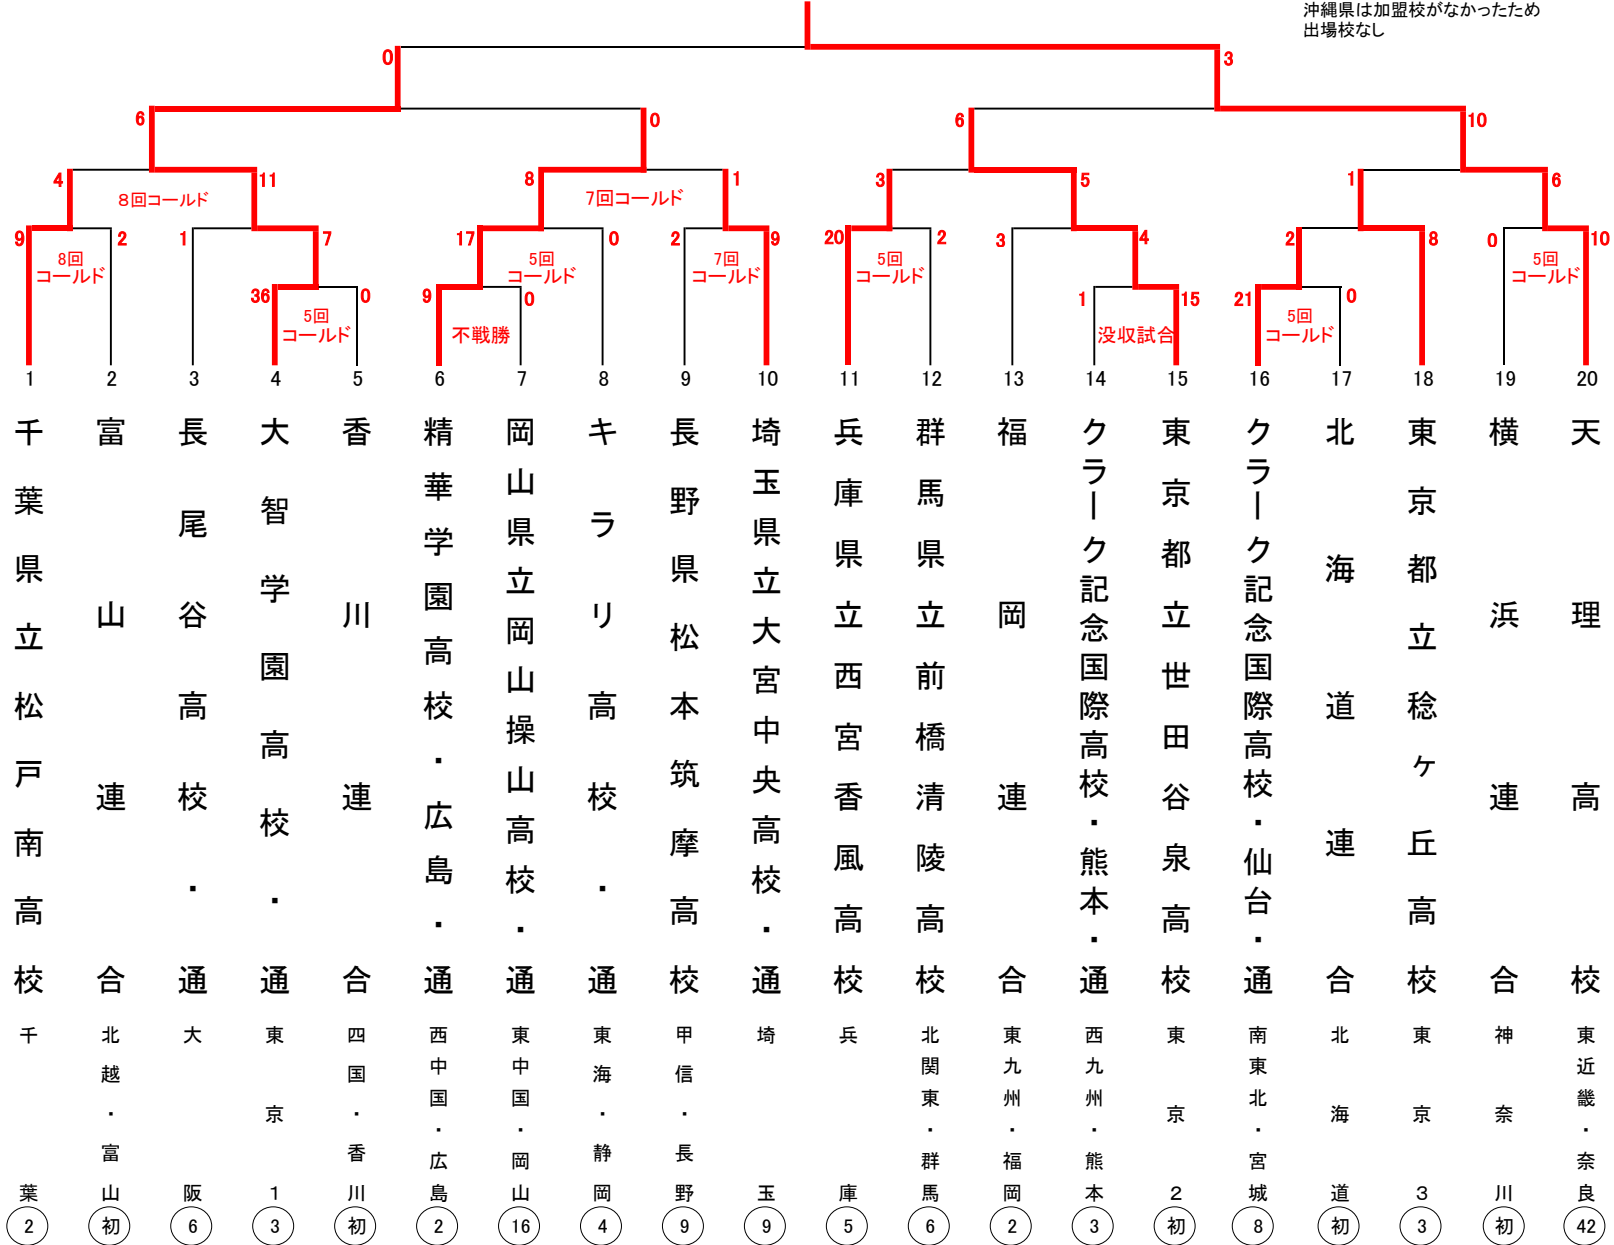 沖縄県は加盟校がなかったため
出場校なし
0 3
6 0 6 10
4 11 8 1 3 5 1 6
8回コールド 7回コールド
9 2 1 7 17 0 2 9 20 2 3 4 2 8 0 10
8回
コールド
5回
コールド
7回
コールド
5回
コールド
5回
コールド
36 0 9 0 1 15 21 0
5回
コールド
不戦勝
没収試合
5回
コールド
1 2 3 4 5 6 7 8 9 10 11 12 13 14 15 16 17 18 19 20
千葉県立松戸南高校
富山連合
長尾谷高校・通
大智学園高校・通
香川連合
精華学園高校・広島・通
岡山県立岡山操山高校・通
キラリ高校・通
長野県松本筑摩高校
埼玉県立大宮中央高校・通
兵庫県立西宮香風高校
群馬県立前橋清陵高校
福岡連合
クラーク記念国際高校・熊本・通
東京都立世田谷泉高校
クラーク記念国際高校・仙台・通
北海道連合
東京都立稔ヶ丘高校
横浜連合
天理高校
千葉
北越・富山
大阪
東京1
四国・香川
西中国・広島
東中国・岡山
東海・静岡
甲信・長野
埼玉
兵庫
北関東・群馬
東九州・福岡
西九州・熊本
東京2
南東北・宮城
北海道
東京3
神奈川
東近畿・奈良
2 初 6 3 初 2 16 4 9 9 5 6 2 3 初 8 初 3 初 42